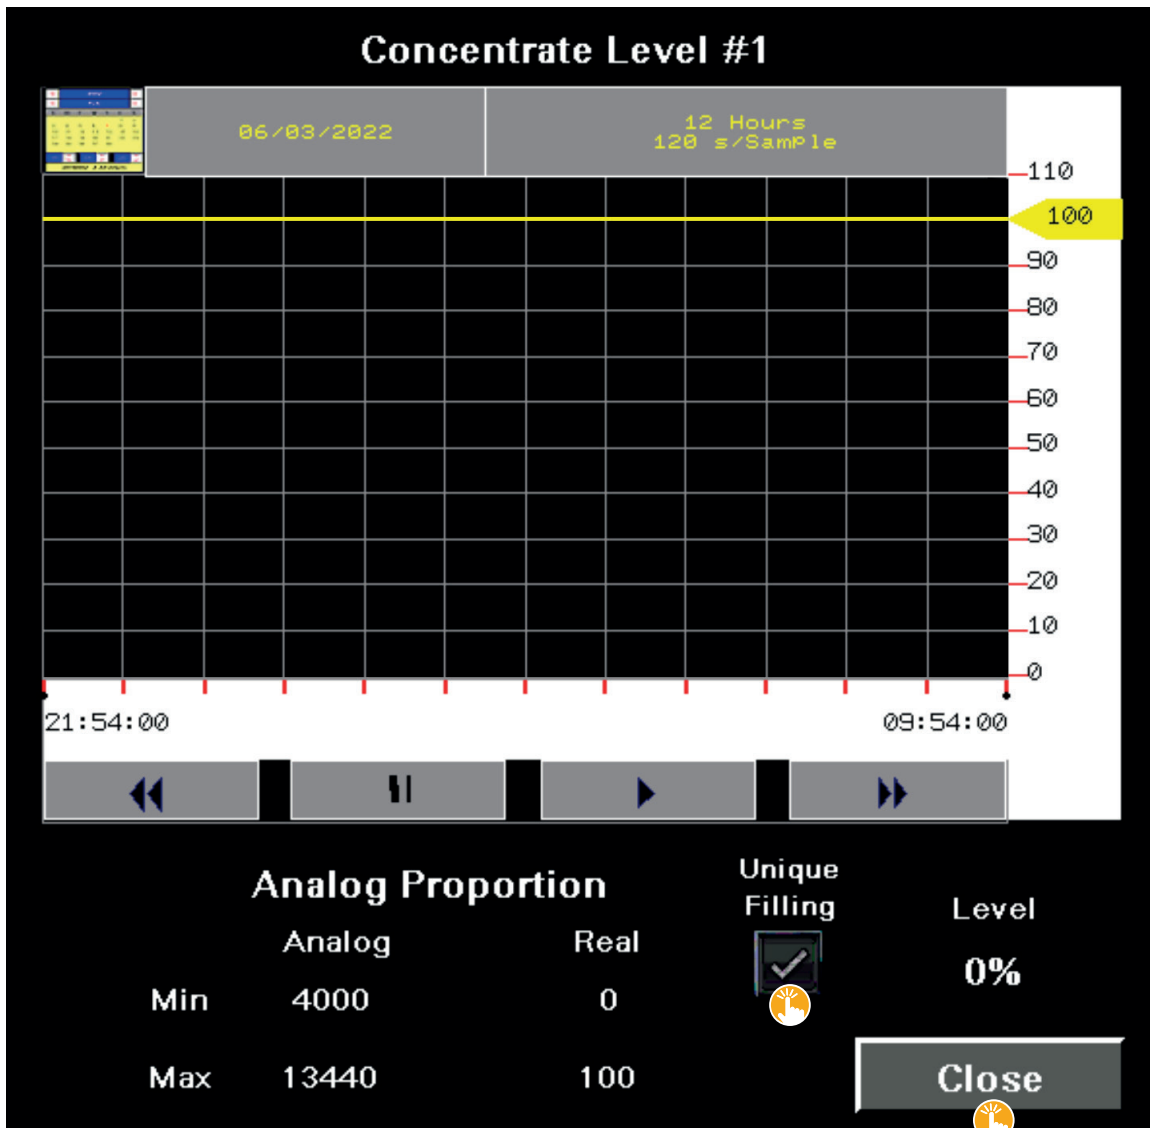 Concentrate Level #1
06/03/2022
12 Hours
120 s/Sample
110
100
90
80
70
60
50
40
30
20
10
0
21:54:00 09:54:00
Analog Proportion
Unique
Filling
Level
Analog Real
0%
Min 4000 0
Max 13440 100
Close